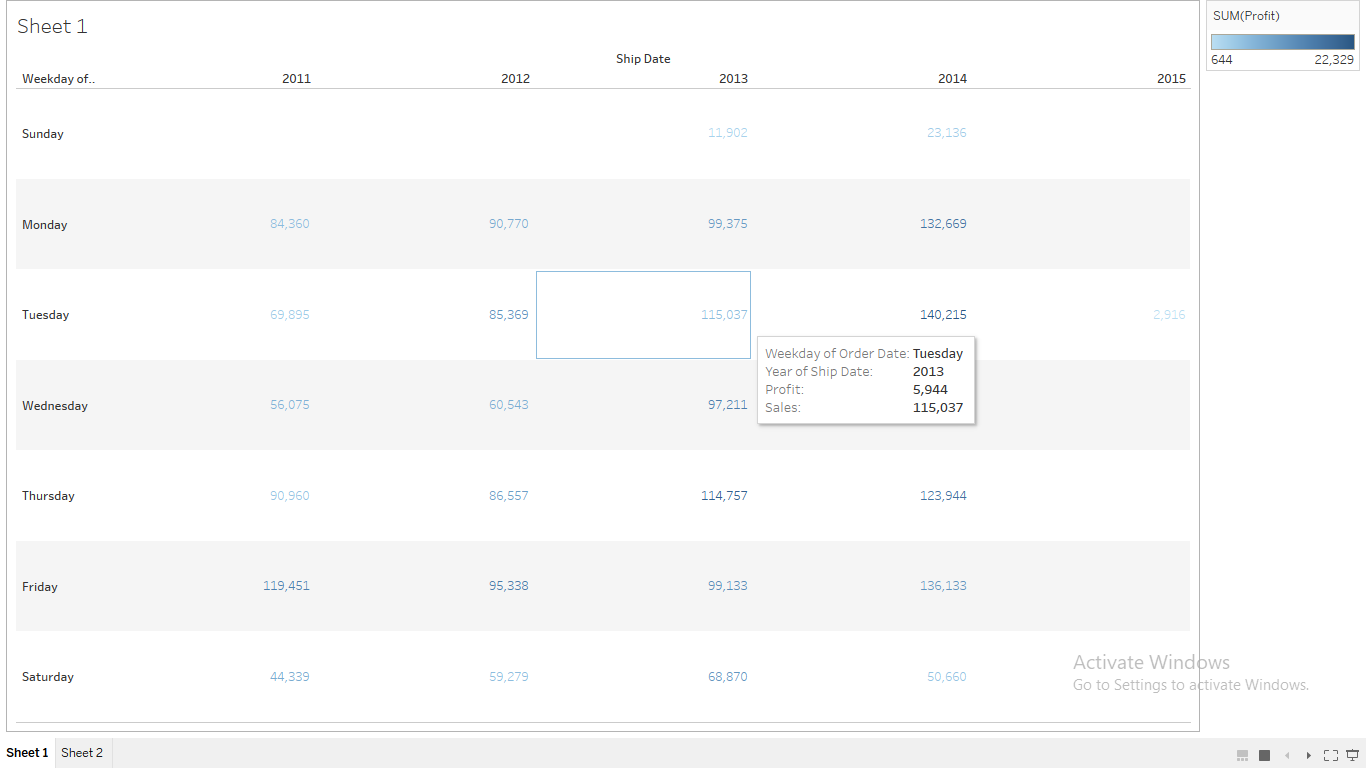 Sheet 1
SUM(Profit)
644 22,329
Ship Date
Weekday of.. 2011 2012 2013 2014 2015
Sunday 11,902 23,136
Monday 84,360 90,770 99,375 132,669
Tuesday 69,895 85,369 115,037 140,215 2,916
Weekday of Order Date: Tuesday
Year of Ship Date: 2013
Profit: 5,944
Sales: 115,037
Wednesday 56,075 60,543 97,211
Thursday 90,960 86,557 114,757 123,944
Friday 119,451 95,338 99,133 136,133
Saturday 44,339 59,279 68,870 50,660
Activate Windows
Go to Settings to activate Windows.
Sheet 1 Sheet 2